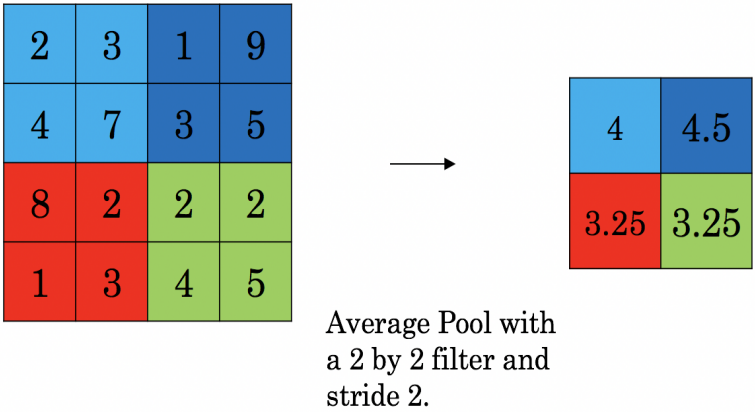 2 3 1 9
4 7 3 5
8 2 2 2
1 3 4 5
4 4.5
3.25 3.25
Average Pool with
a 2 by 2 filter and
stride 2.